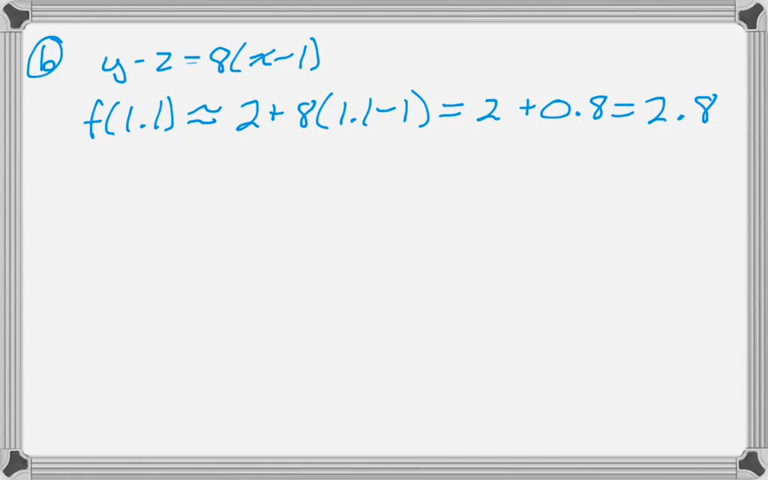 ⓑ y - 2 = 8(x - 1)
f(1.1) ≈ 2 + 8(1.1 - 1) = 2 + 0.8 = 2.8